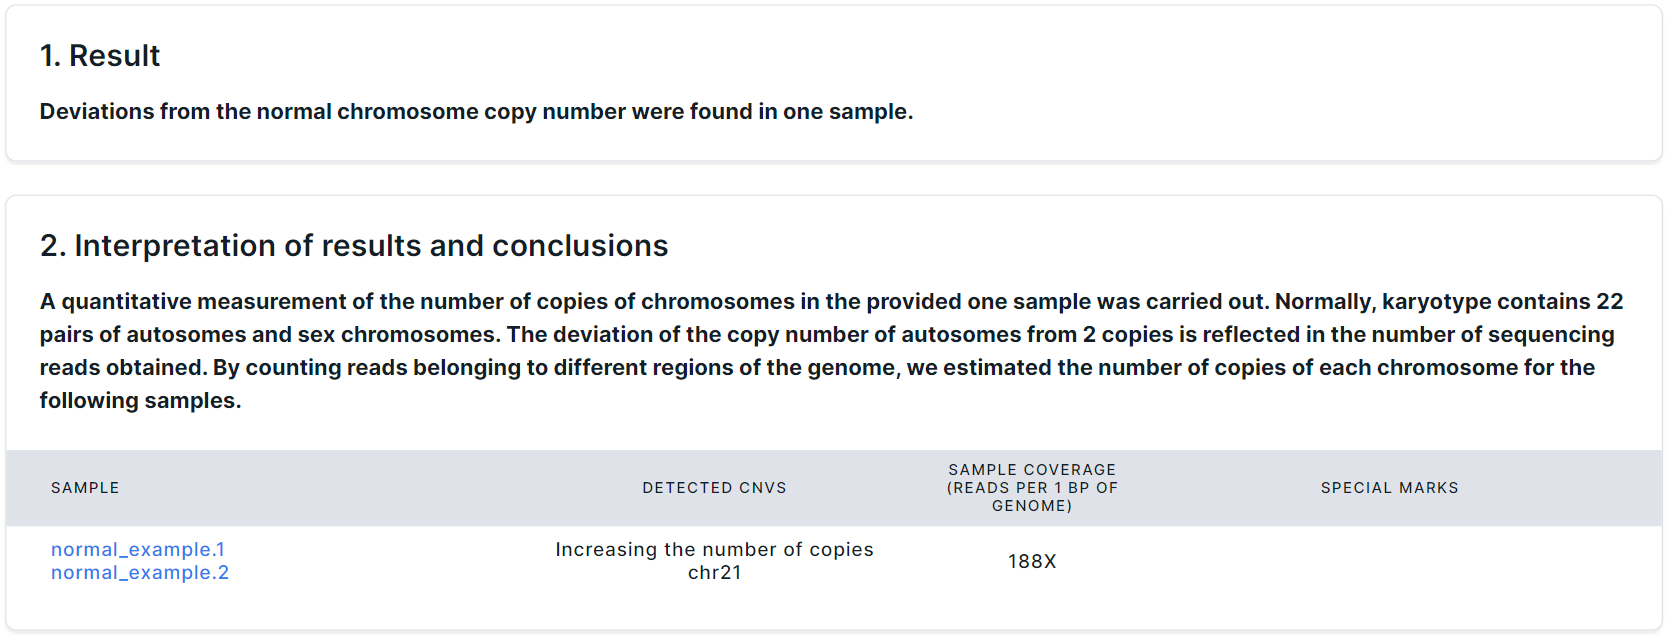 1. Result
Deviations from the normal chromosome copy number were found in one sample.
2. Interpretation of results and conclusions
A quantitative measurement of the number of copies of chromosomes in the provided one sample was carried out. Normally, karyotype contains 22
pairs of autosomes and sex chromosomes. The deviation of the copy number of autosomes from 2 copies is reflected in the number of sequencing
reads obtained. By counting reads belonging to different regions of the genome, we estimated the number of copies of each chromosome for the
following samples.
SAMPLE
DETECTED CNVS
SAMPLE COVERAGE
(READS PER 1 BP OF
GENOME)
SPECIAL MARKS
normal_example.1
normal_example.2
Increasing the number of copies
chr21
188X